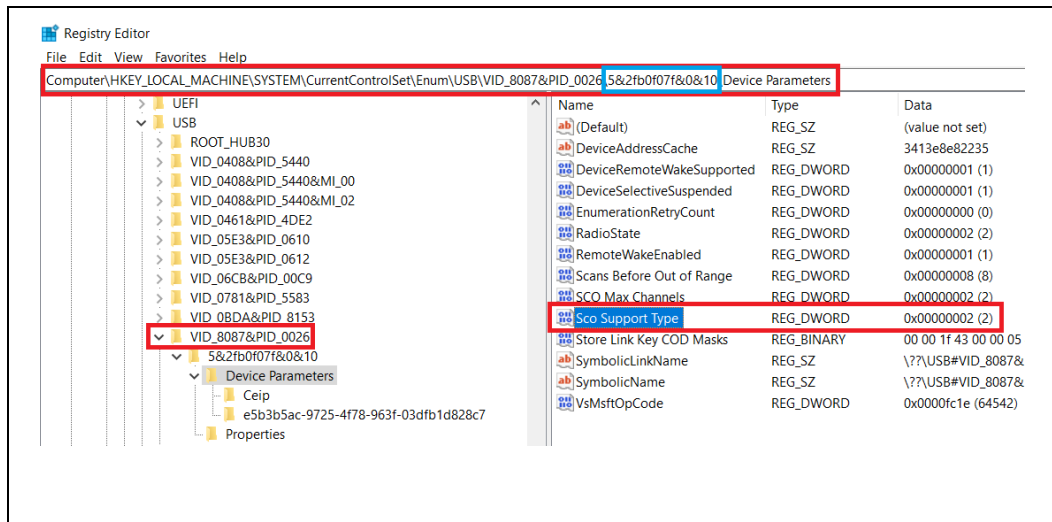 Registry Editor
File Edit View Favorites Help
Computer\HKEY_LOCAL_MACHINE\SYSTEM\CurrentControlSet\Enum\USB\VID_8087&PID_0026\5&2fb0f07f&0&10\Device Parameters
UEFI
USB
ROOT_HUB30
VID_0408&PID_5440
VID_0408&PID_5440&MI_00
VID_0408&PID_5440&MI_02
VID_0461&PID_4DE2
VID_05E3&PID_0610
VID_05E3&PID_0612
VID_06CB&PID_00C9
VID_0781&PID_5583
VID_0BDA&PID_8153
VID_8087&PID_0026
5&2fb0f07f&0&10
Device Parameters
Ceip
e5b3b5ac-9725-4f78-963f-03dfb1d828c7
Properties
Name Type Data
(Default) REG_SZ (value not set)
DeviceAddressCache REG_SZ 3413e8e82235
DeviceRemoteWakeSupported REG_DWORD 0x00000001 (1)
DeviceSelectiveSuspended REG_DWORD 0x00000001 (1)
EnumerationRetryCount REG_DWORD 0x00000000 (0)
RadioState REG_DWORD 0x00000002 (2)
RemoteWakeEnabled REG_DWORD 0x00000001 (1)
Scans Before Out of Range REG_DWORD 0x00000008 (8)
SCO Max Channels REG_DWORD 0x00000002 (2)
Sco Support Type REG_DWORD 0x00000002 (2)
Store Link Key COD Masks REG_BINARY 00 00 1f 43 00 00 05
SymbolicLinkName REG_SZ \??\USB#VID_8087&
SymbolicName REG_SZ \??\USB#VID_8087&
VsMsftOpCode REG_DWORD 0x0000fc1e (64542)